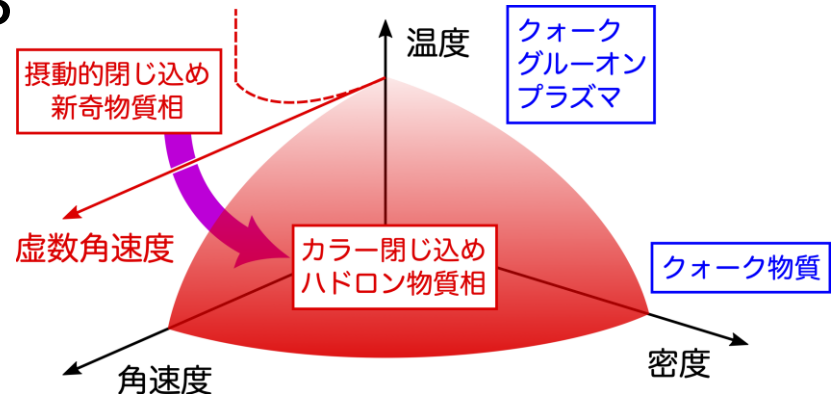 温度
クォーク
グルーオン
プラズマ
摂動的閉じ込め
新奇物質相
虚数角速度
カラー閉じ込め
ハドロン物質相
クォーク物質
密度
角速度